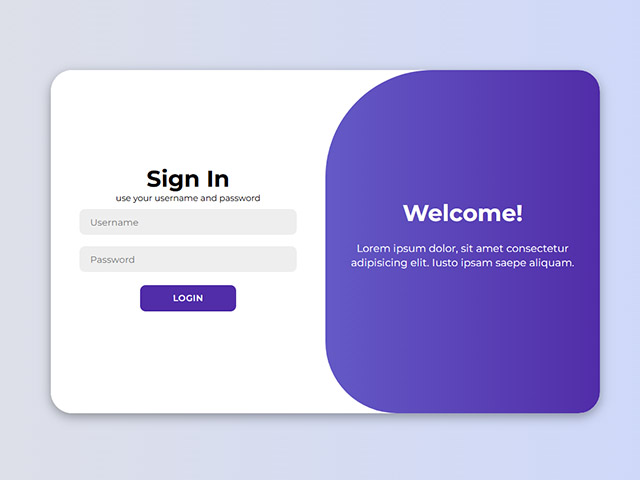 Sign In
use your username and password
Username
Password
LOGIN
Welcome!
Lorem ipsum dolor, sit amet consectetur
adipisicing elit. Iusto ipsam saepe aliquam.